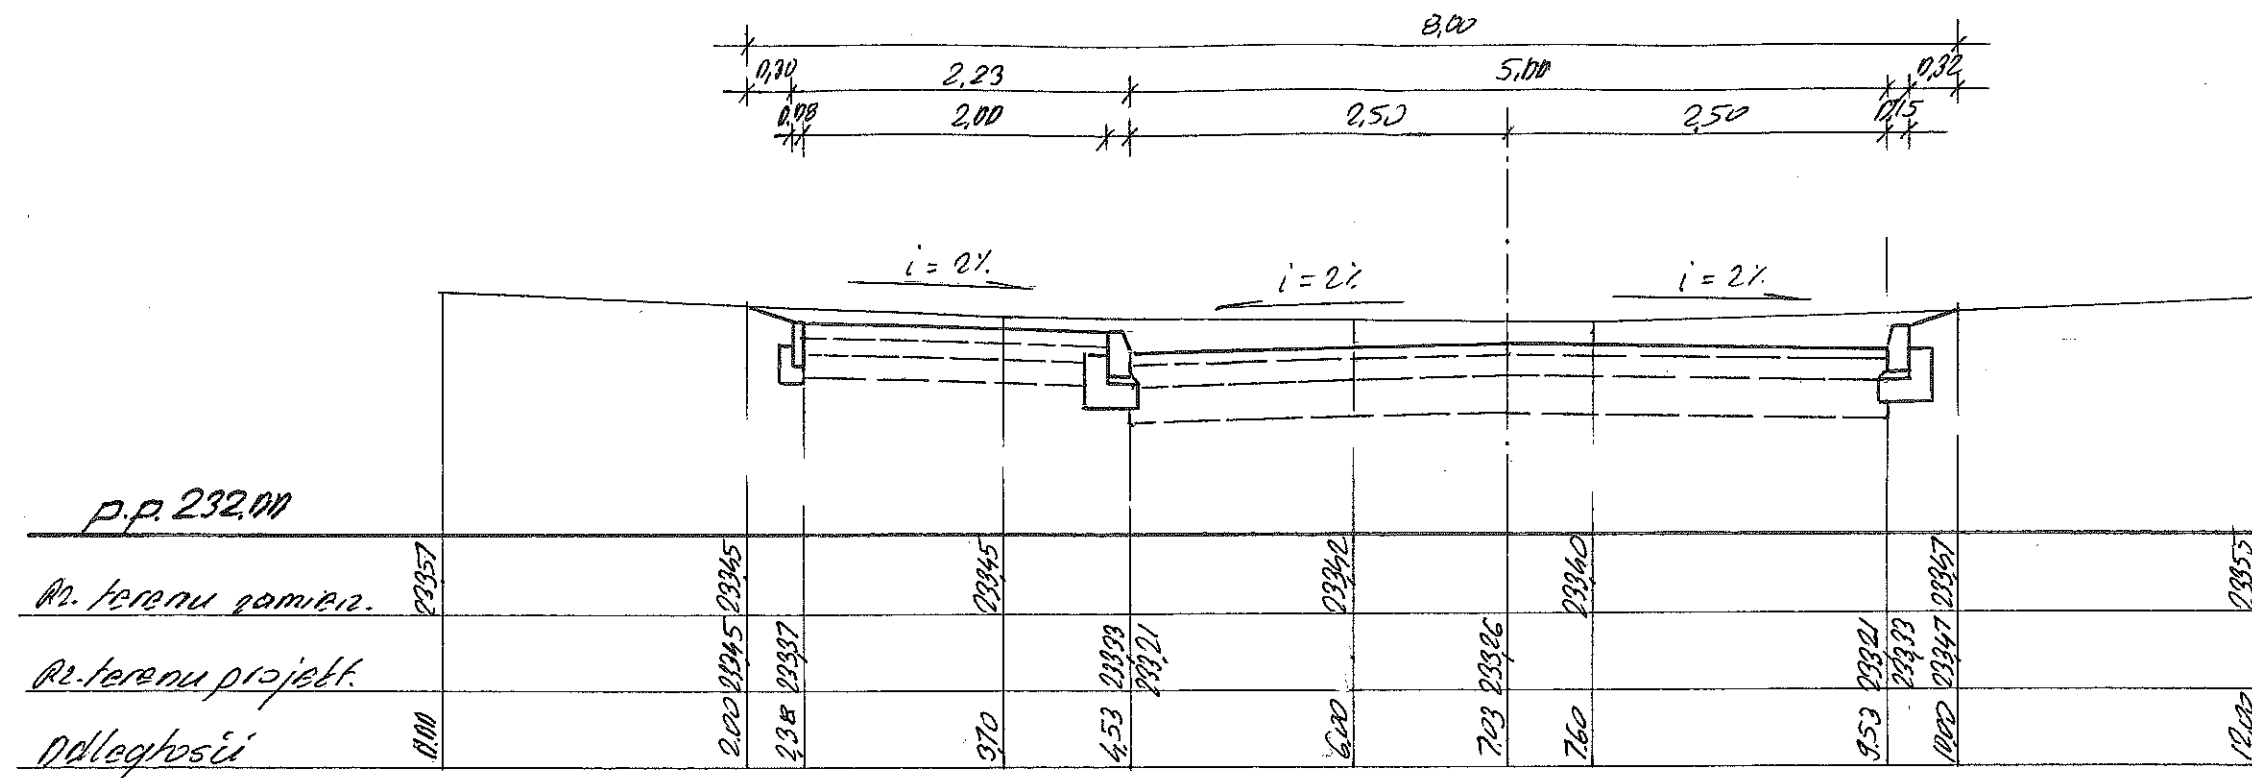 8,00
0,30 2,23 5,00 0,32
0,08 2,00 2,50 2,50 0,15
i = 2% i = 2% i = 2%
p.p. 232,00
Rz. terenu zamierz. 233,57 233,45 233,45 233,42 233,40 233,47 233,55
Rz. terenu projekt. 233,45 233,37 233,33 233,21 233,26 233,21 233,33 233,47
Odległości 0,00 2,00 2,38 3,70 4,53 6,00 7,03 7,60 9,53 10,00 12,00